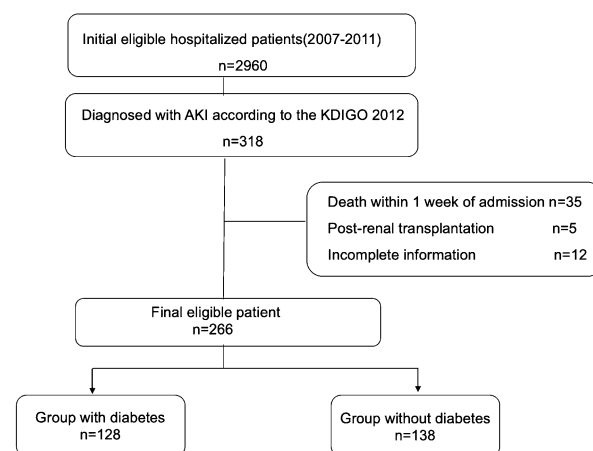 Initial eligible hospitalized patients(2007-2011)
n=2960
Diagnosed with AKI according to the KDIGO 2012
n=318
Death within 1 week of admission n=35
Post-renal transplantation n=5
Incomplete information n=12
Final eligible patient
n=266
Group with diabetes
n=128
Group without diabetes
n=138